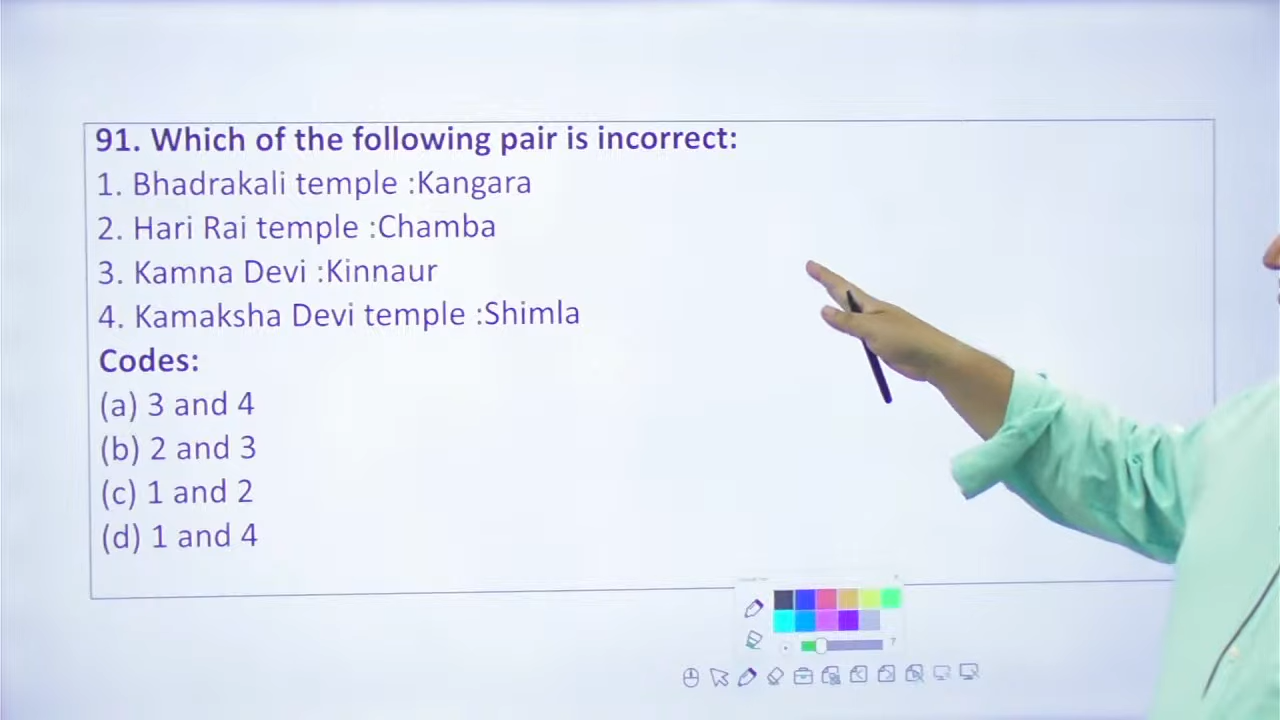 91. Which of the following pair is incorrect:
1. Bhadrakali temple :Kangara
2. Hari Rai temple :Chamba
3. Kamna Devi :Kinnaur
4. Kamaksha Devi temple :Shimla
Codes:
(a) 3 and 4
(b) 2 and 3
(c) 1 and 2
(d) 1 and 4
7